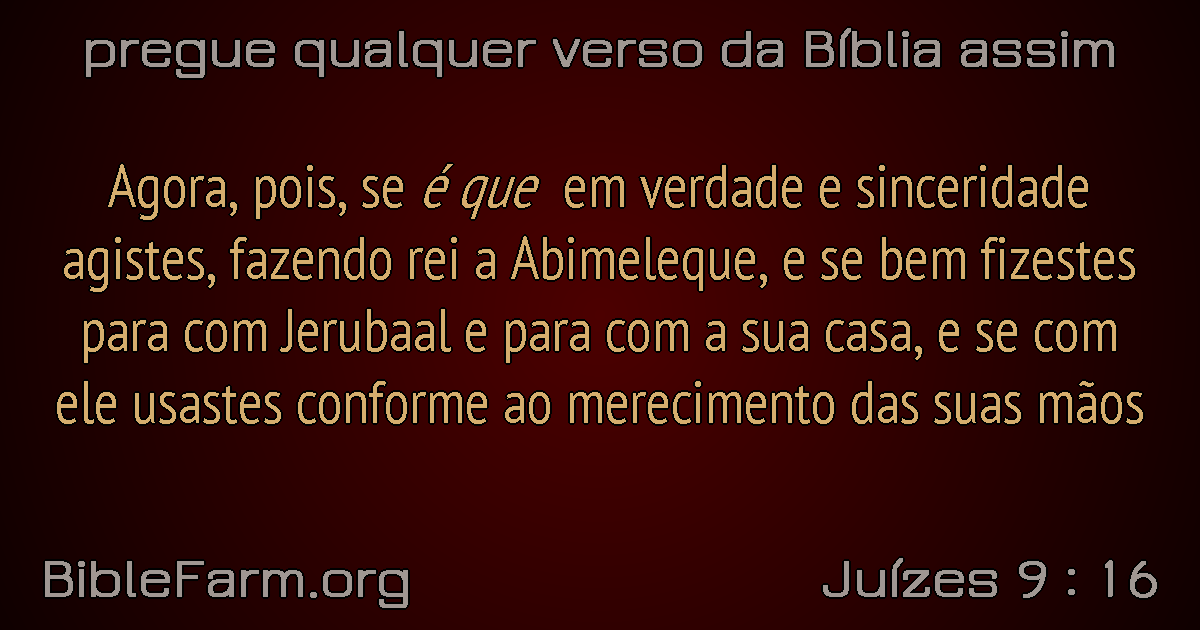 pregue qualquer verso da Bíblia assim
Agora, pois, se é que em verdade e sinceridade
agistes, fazendo rei a Abimeleque, e se bem fizestes
para com Jerubaal e para com a sua casa, e se com
ele usastes conforme ao merecimento das suas mãos
BibleFarm.org
Juízes 9 : 16